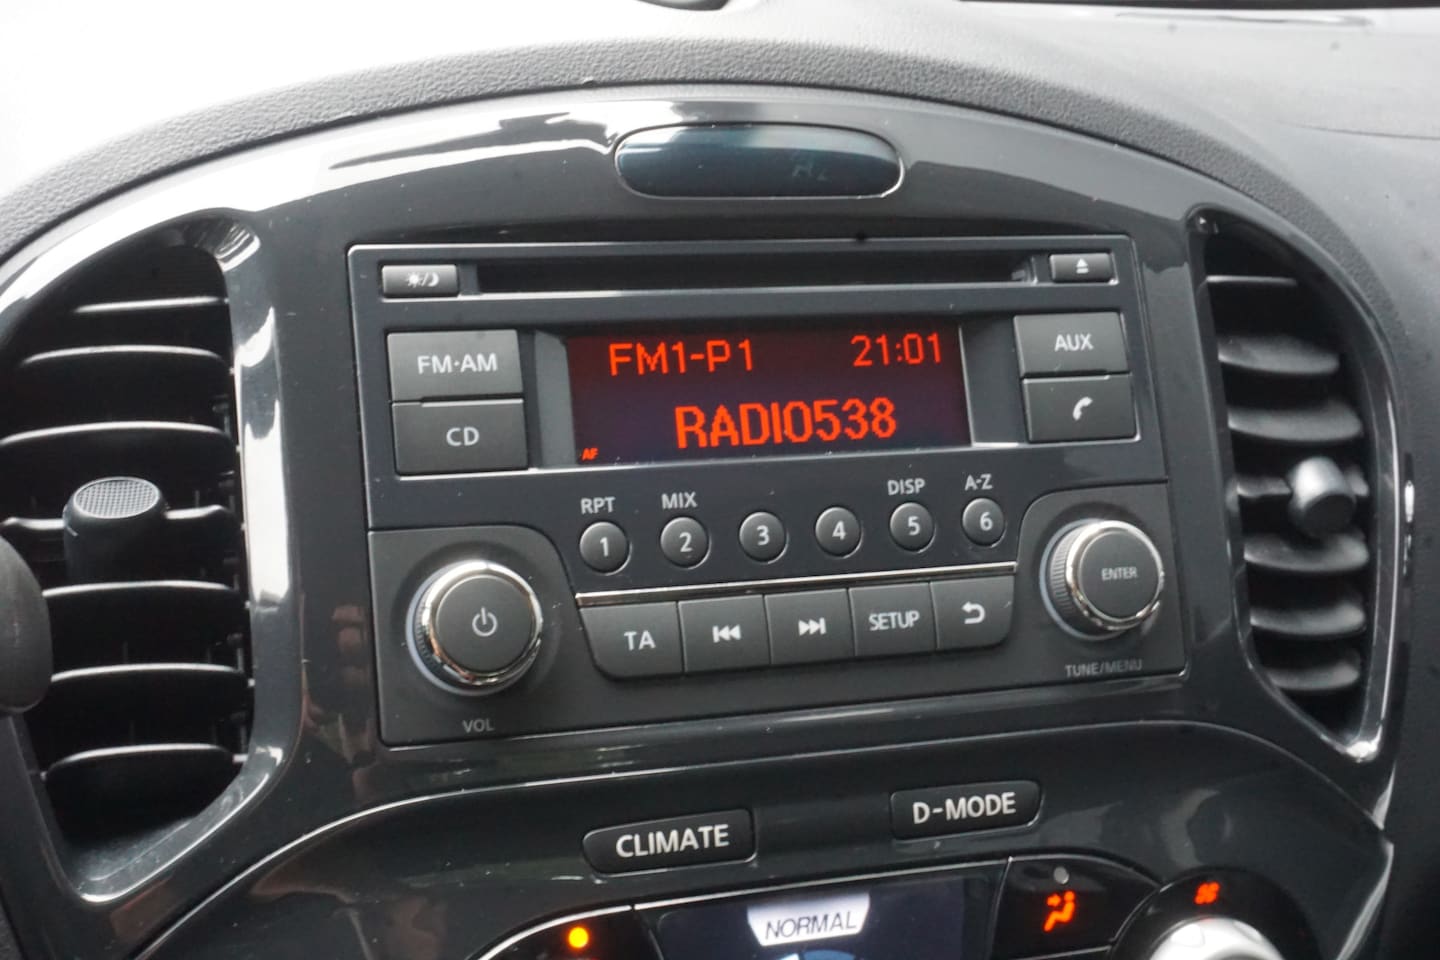 FM·AM
CD
FM1-P1 21:01
RADIO538
AF
AUX
RPT MIX DISP A-Z
1 2 3 4 5 6
TA SETUP
ENTER
VOL
TUNE/MENU
CLIMATE
D-MODE
NORMAL